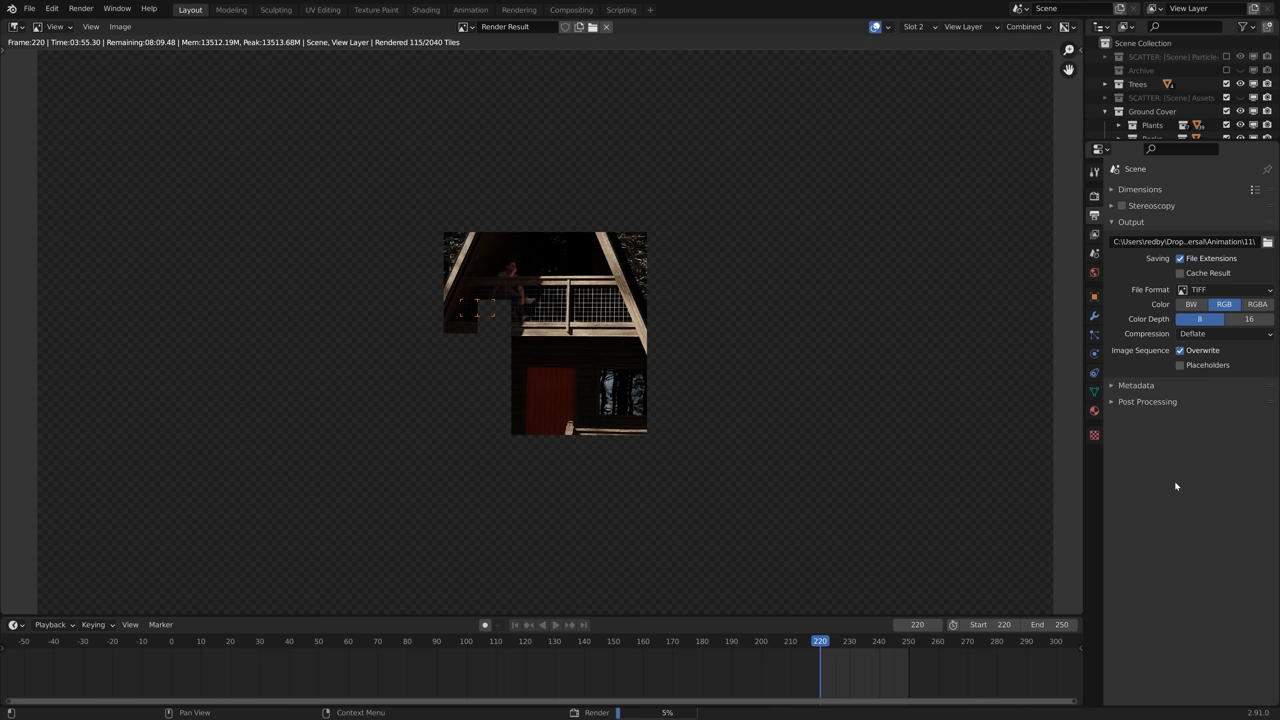 File Edit Render Window Help
Layout Modeling Sculpting UV Editing Texture Paint Shading Animation Rendering Compositing Scripting +
Scene
View Layer
View View Image
Render Result
Slot 2 View Layer Combined
Frame:220 | Time:03:55.30 | Remaining:08:09.48 | Mem:13512.19M, Peak:13513.68M | Scene, View Layer | Rendered 115/2040 Tiles
Scene Collection
SCATTER: [Scene] Particle-
Archive
Trees
SCATTER: [Scene] Assets
Ground Cover
Plants
Scene
Dimensions
Stereoscopy
Output
C:\Users\redby\Drop...ersal\Animation\11\
Saving File Extensions
Cache Result
File Format TIFF
Color BW RGB RGBA
Color Depth 8 16
Compression Deflate
Image Sequence Overwrite
Placeholders
Metadata
Post Processing
Playback Keying View Marker
220 Start 220 End 250
-50 -40 -30 -20 -10 0 10 20 30 40 50 60 70 80 90 100 110 120 130 140 150 160 170 180 190 200 210 220 230 240 250 260 270 280 290 300
Pan View Context Menu Render 5% 2.91.0